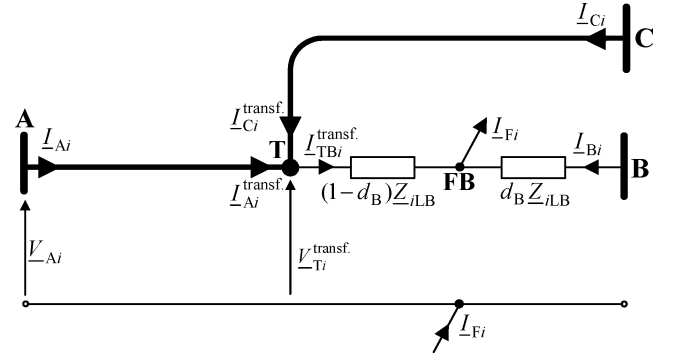 I_Ci
C
A
I_Ai
I_Ci^transf.
T
I_TBi^transf.
I_Fi
I_Bi
B
I_Ai^transf.
(1−d_B)Z_iLB
FB
d_B Z_iLB
V_Ai
V_Ti^transf.
I_Fi